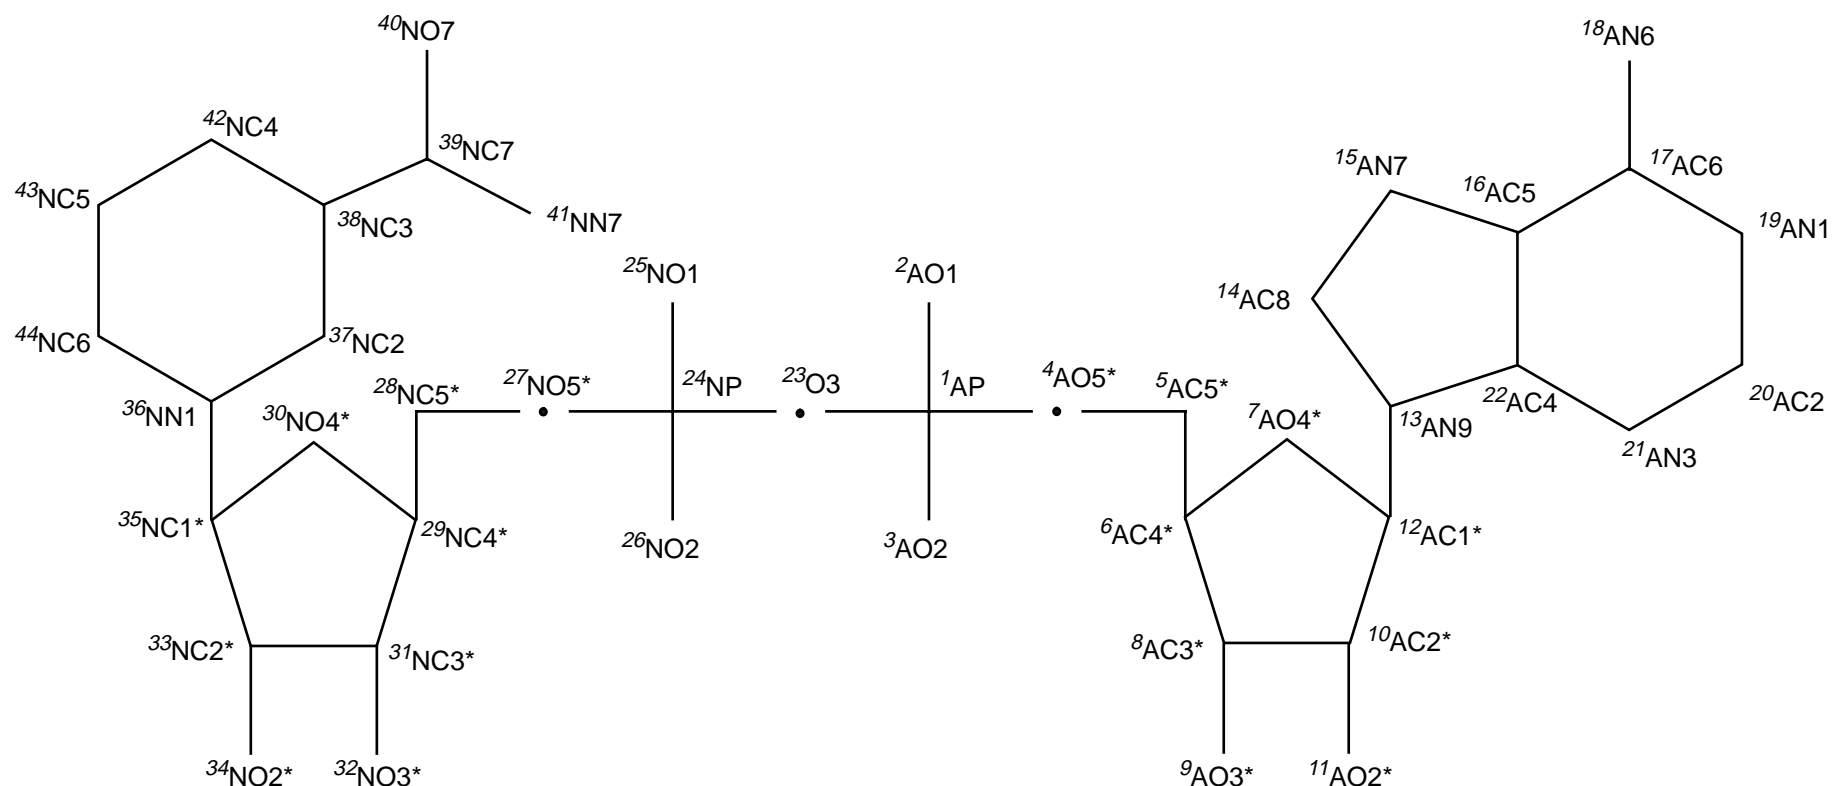 ⁴⁰NO7
¹⁸AN6
⁴²NC4
³⁹NC7
¹⁵AN7
¹⁷AC6
⁴³NC5
¹⁶AC5
³⁸NC3
⁴¹NN7
¹⁹AN1
²⁵NO1
²AO1
¹⁴AC8
⁴⁴NC6
³⁷NC2
²⁸NC5*
²⁷NO5*
²⁴NP
²³O3
¹AP
⁴AO5*
⁵AC5*
²²AC4
²⁰AC2
³⁶NN1
³⁰NO4*
⁷AO4*
¹³AN9
²¹AN3
³⁵NC1*
²⁹NC4*
²⁶NO2
³AO2
⁶AC4*
¹²AC1*
³³NC2*
³¹NC3*
⁸AC3*
¹⁰AC2*
³⁴NO2*
³²NO3*
⁹AO3*
¹¹AO2*